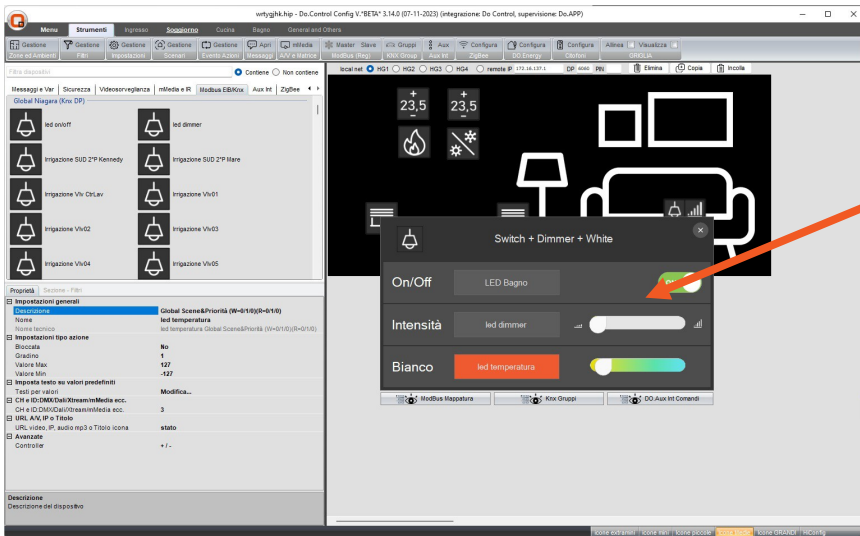 wrtygjhk.hip - Do.Control Config V.*BETA* 3.14.0 (07-11-2023) (integrazione: Do Control, supervisione: Do.APP)
Menu Strumenti Ingresso Soggiorno Cucina Bagno General and Others
Gestione Gestione Gestione Gestione Gestione Apri mMedia Master Slave Gruppi Aux Configura Configura Configura Allinea Visualizza
Zone ed Ambienti Filtri Impostazioni Scenari Evento Azioni Messaggi A/V e Matrice ModBus (Reg) KNX Group Aux Int ZigBee DO Energy Citofoni GRIGLIA
Filtra dispositivi Contiene Non contiene
local net HG1 HG2 HG3 HG4 remote IP 172.16.137.1 DP 6060 PIN Elimina Copia Incolla
Messaggi e Var Sicurezza Videosorveglianza mMedia e IR Modbus EIB/Knx Aux Int ZigBee
Global Niagara (Knx DP)
led on/off led dimmer
Irrigazione SUD 2°P Kennedy Irrigazione SUD 2°P Mare
Irrigazione Vlv CtrLav Irrigazione Vlv01
Irrigazione Vlv02 Irrigazione Vlv03
Irrigazione Vlv04 Irrigazione Vlv05
+ +
23,5 23,5
- -
Switch + Dimmer + White
On/Off LED Bagno
Intensità led dimmer
Bianco led temperatura
ModBus Mappatura Knx Gruppi DO.Aux Int Comandi
Proprietà Sezione - Filtri
Impostazioni generali
Descrizione Global Scene&Priorità (W=0/1/0)(R=0/1/0)
Nome led temperatura
Nome tecnico led temperatura Global Scene&Priorità (W=0/1/0)(R=0/1/0)
Impostazioni tipo azione
Bloccata No
Gradino 1
Valore Max 127
Valore Min -127
Imposta testo su valori predefiniti
Testi per valori Modifica...
CH e ID:DMX/Dali/Xtream/mMedia ecc.
CH e ID:DMX/Dali/Xtream/mMedia ecc. 3
URL A/V, IP o Titolo
URL video, IP, audio mp3 o Titolo icona stato
Avanzate
Controller + / -
Descrizione
Descrizione del dispositivo
Icone extramini Icone mini Icone piccole Icone GRANDI HiConfig